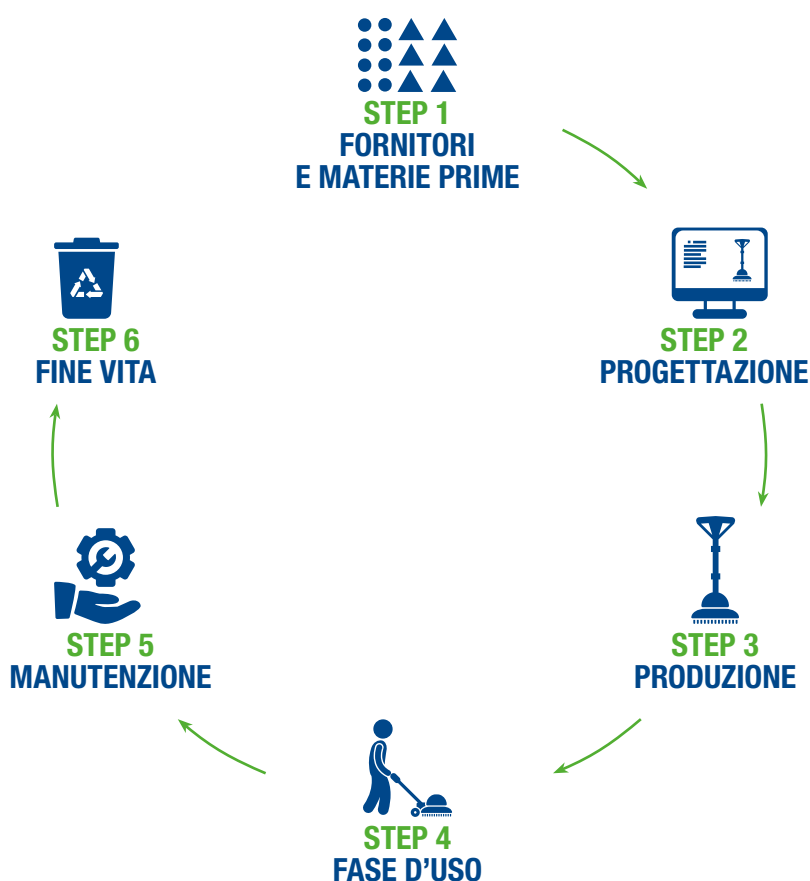 STEP 1
FORNITORI
E MATERIE PRIME
STEP 2
PROGETTAZIONE
STEP 3
PRODUZIONE
STEP 4
FASE D'USO
STEP 5
MANUTENZIONE
STEP 6
FINE VITA